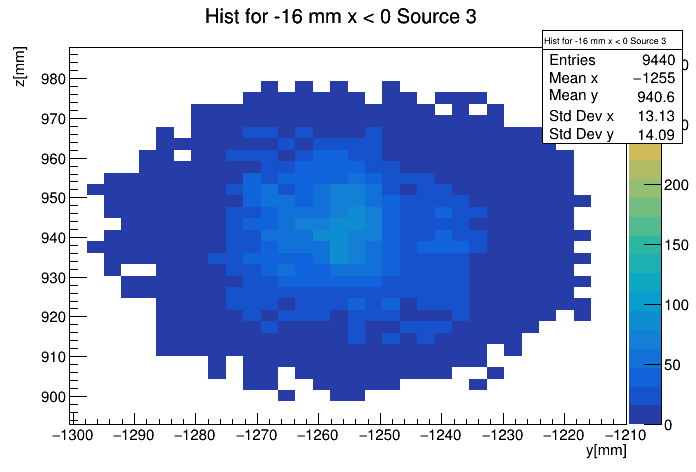 Hist for -16 mm x < 0 Source 3
z[mm]
Hist for -16 mm x < 0 Source 3
Entries 9440
Mean x −1255
Mean y 940.6
Std Dev x 13.13
Std Dev y 14.09
980
970
960
950
940
930
920
910
900
0
0
200
150
100
50
0
−1300 −1290 −1280 −1270 −1260 −1250 −1240 −1230 −1220 −1210
y[mm]